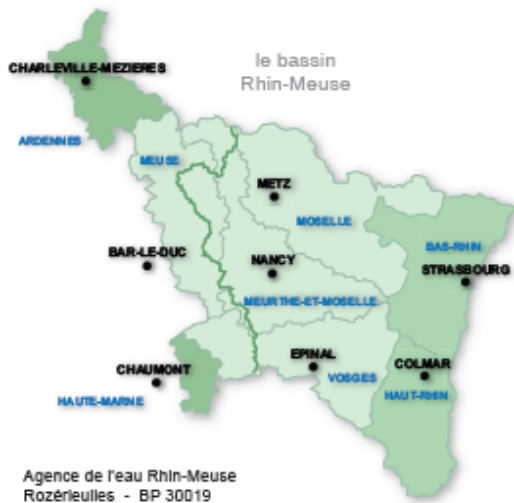 le bassin
Rhin-Meuse
CHARLEVILLE-MEZIERES
ARDENNES
MEUSE
METZ
MOSELLE
BAS-RHIN
BAR-LE-DUC
NANCY
STRASBOURG
MEURTHE-ET-MOSELLE
EPINAL
CHAUMONT
VOSGES
COLMAR
HAUTE-MARNE
HAUT-RHIN
Agence de l'eau Rhin-Meuse
Rozérieulles - BP 30019